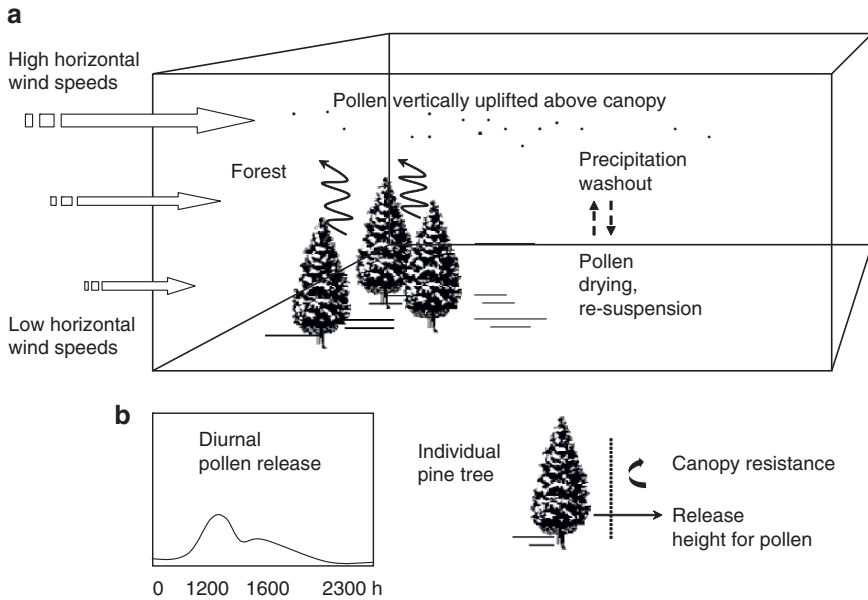 a
High horizontal
wind speeds
Pollen vertically uplifted above canopy
Forest
Precipitation
washout
Pollen
drying,
re-suspension
Low horizontal
wind speeds
b
Diurnal
pollen release
0 1200 1600 2300 h
Individual
pine tree
Canopy resistance
Release
height for pollen